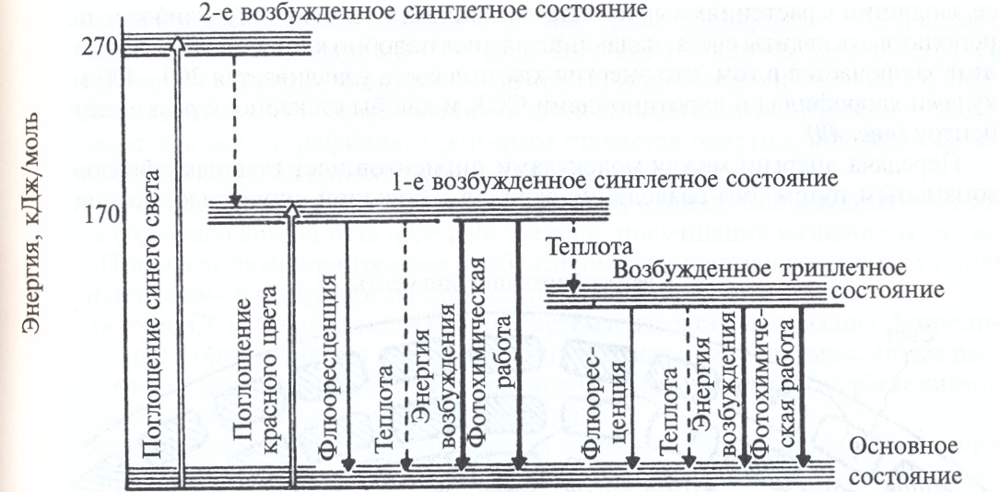 2-е возбужденное синглетное состояние
270
Энергия, кДж/моль
1-е возбужденное синглетное состояние
170
Теплота
Возбужденное триплетное
состояние
Поглощение синего света
Поглощение
красного цвета
Флюоресценция
Теплота
Энергия
возбуждения
Фотохимическая
работа
Флюорес-
ценция
Теплота
Энергия
возбуждения
Фотохимиче-
ская работа
Основное
состояние